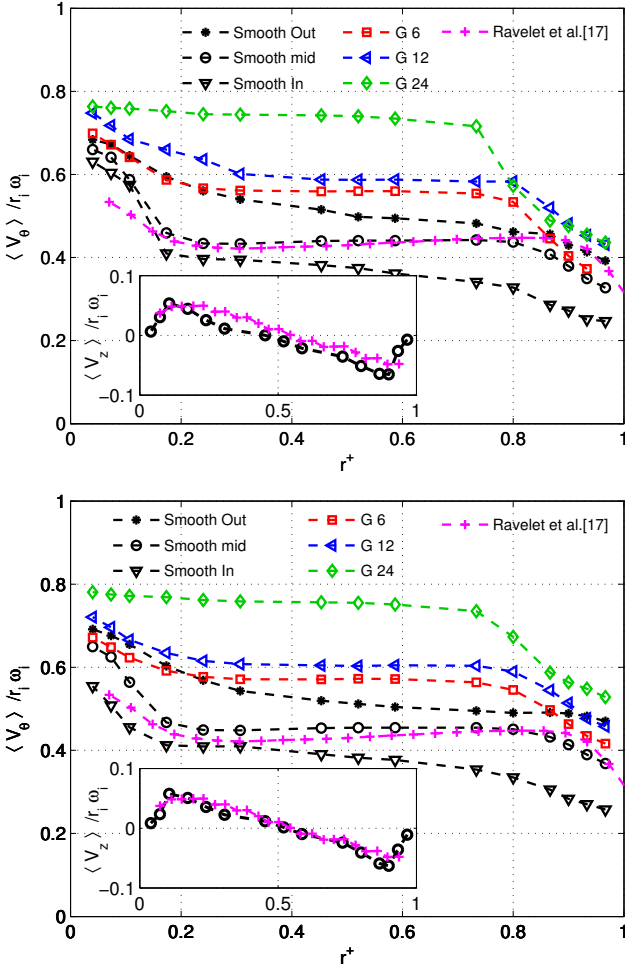 1
0.8
0.6
0.4
0.2
0
⟨ V_θ ⟩ /r_i ω_i
Smooth Out
Smooth mid
Smooth In
G 6
G 12
G 24
Ravelet et al.[17]
0.1
0
−0.1
⟨ V_z ⟩ /r_i ω_i
0 0.5 1
0 0.2 0.4 0.6 0.8 1
r^+
1
0.8
0.6
0.4
0.2
0
⟨ V_θ ⟩ /r_i ω_i
Smooth Out
Smooth mid
Smooth In
G 6
G 12
G 24
Ravelet et al.[17]
0.1
0
−0.1
⟨ V_z ⟩ /r_i ω_i
0 0.5 1
0 0.2 0.4 0.6 0.8 1
r^+